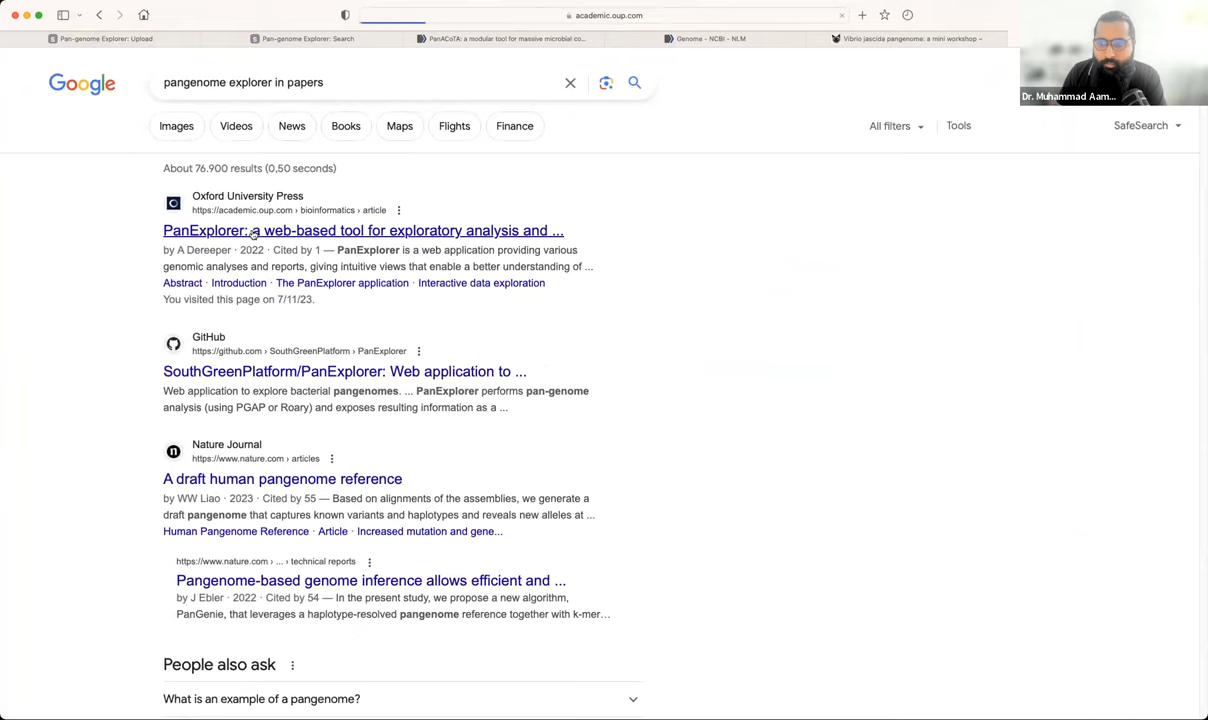 academic.oup.com
Pan-genome Explorer: Upload
Pan-genome Explorer: Search
PanACoTA: a modular tool for massive microbial co...
Genome - NCBI - NLM
Vibrio jascida pangenome: a mini workshop –
Dr. Muhammad Aam...
Google
pangenome explorer in papers
Images
Videos
News
Books
Maps
Flights
Finance
All filters
Tools
SafeSearch
About 76.900 results (0,50 seconds)
Oxford University Press
https://academic.oup.com › bioinformatics › article
PanExplorer: a web-based tool for exploratory analysis and ...
by A Dereeper · 2022 · Cited by 1 — PanExplorer is a web application providing various
genomic analyses and reports, giving intuitive views that enable a better understanding of ...
Abstract · Introduction · The PanExplorer application · Interactive data exploration
You visited this page on 7/11/23.
GitHub
https://github.com › SouthGreenPlatform › PanExplorer
SouthGreenPlatform/PanExplorer: Web application to ...
Web application to explore bacterial pangenomes. ... PanExplorer performs pan-genome
analysis (using PGAP or Roary) and exposes resulting information as a ...
Nature Journal
https://www.nature.com › articles
A draft human pangenome reference
by WW Liao · 2023 · Cited by 55 — Based on alignments of the assemblies, we generate a
draft pangenome that captures known variants and haplotypes and reveals new alleles at ...
Human Pangenome Reference · Article · Increased mutation and gene...
https://www.nature.com › ... › technical reports
Pangenome-based genome inference allows efficient and ...
by J Ebler · 2022 · Cited by 54 — In the present study, we propose a new algorithm,
PanGenie, that leverages a haplotype-resolved pangenome reference together with k-mer...
People also ask
What is an example of a pangenome?